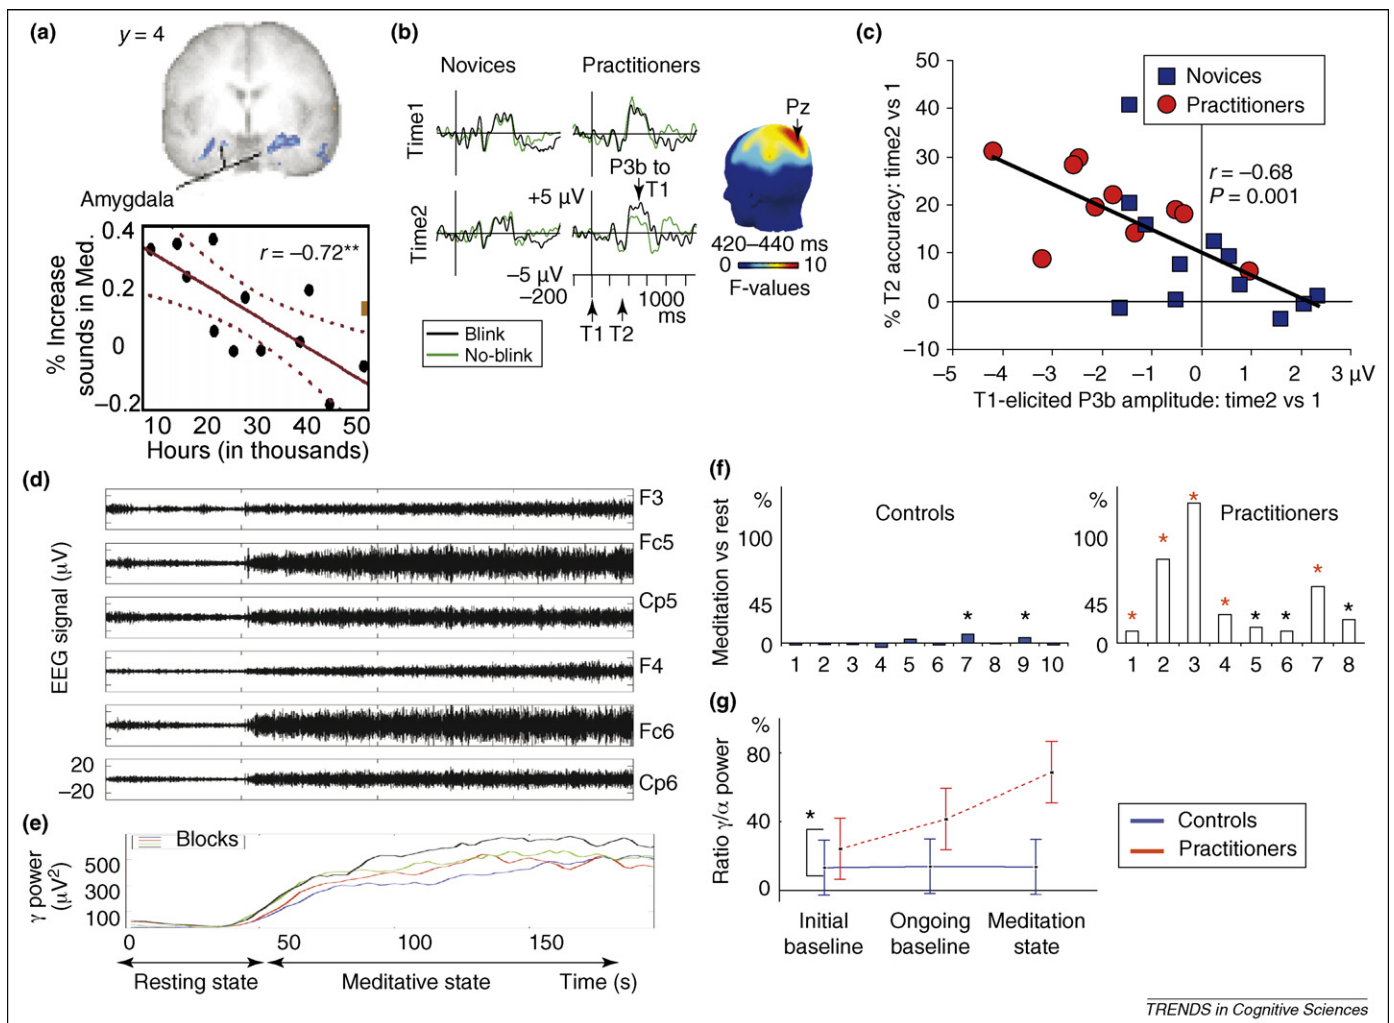 (a)
y = 4
Amygdala
0.4
0.2
0
–0.2
% Increase
sounds in Med.
r = –0.72**
10 20 30 40 50
Hours (in thousands)
(b)
Novices Practitioners
Time1
Time2
P3b to
T1
+5 µV
–5 µV
–200
1000
ms
T1 T2
Blink
No-blink
Pz
420–440 ms
0 10
F-values
(c)
% T2 accuracy: time2 vs 1
50
40
30
20
10
0
–10
Novices
Practitioners
r = –0.68
P = 0.001
–5 –4 –3 –2 –1 0 1 2 3 µV
T1-elicited P3b amplitude: time2 vs 1
(d)
EEG signal (µV)
F3
Fc5
Cp5
F4
Fc6
Cp6
20
–20
(e)
Blocks
γ power
(µV²)
500
300
100
0 50 100 150
Resting state Meditative state Time (s)
(f)
Meditation vs rest
%
100
45
0
Controls
* *
1 2 3 4 5 6 7 8 9 10
%
100
45
0
Practitioners
* * * * * * * *
1 2 3 4 5 6 7 8
(g)
Ratio γ/α power
%
80
40
0
*
Initial
baseline
Ongoing
baseline
Meditation
state
Controls
Practitioners
TRENDS in Cognitive Sciences